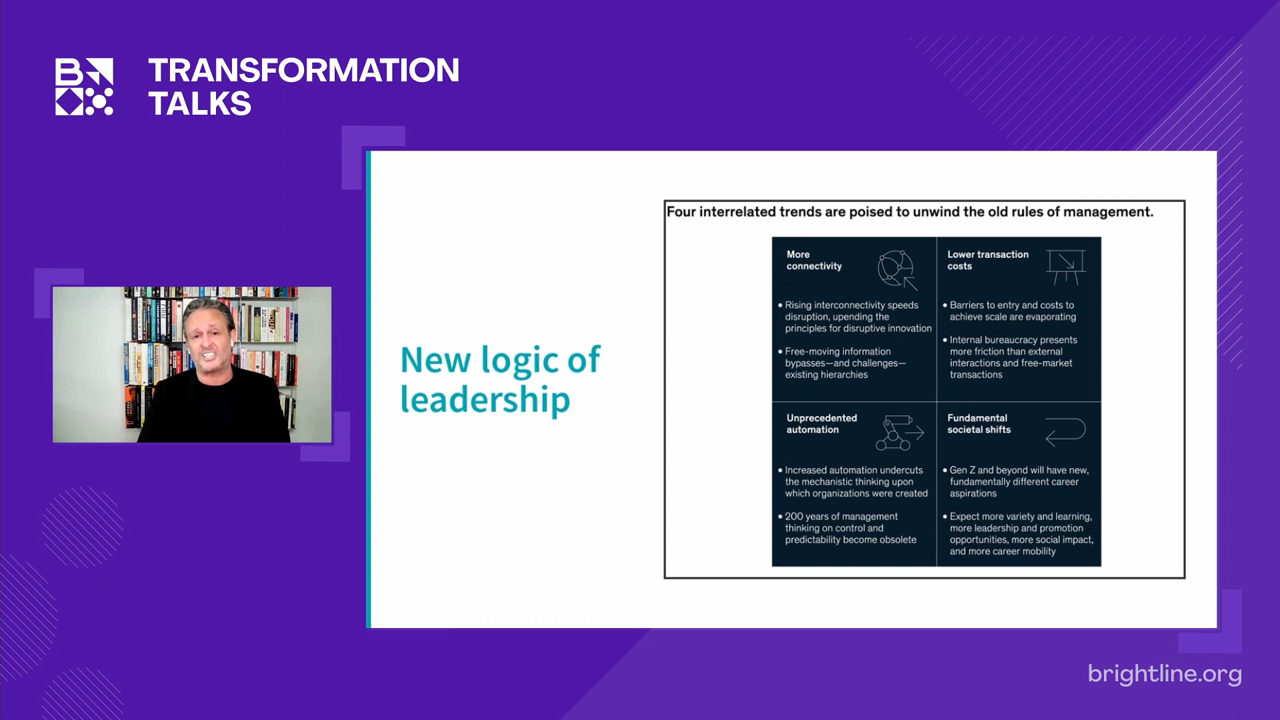 TRANSFORMATION
TALKS
New logic of
leadership
Four interrelated trends are poised to unwind the old rules of management.
More
connectivity
• Rising interconnectivity speeds
disruption, upending the
principles for disruptive innovation
• Free-moving information
bypasses—and challenges—
existing hierarchies
Lower transaction
costs
• Barriers to entry and costs to
achieve scale are evaporating
• Internal bureaucracy presents
more friction than external
interactions and free-market
transactions
Unprecedented
automation
• Increased automation undercuts
the mechanistic thinking upon
which organizations were created
• 200 years of management
thinking on control and
predictability become obsolete
Fundamental
societal shifts
• Gen Z and beyond will have new,
fundamentally different career
aspirations
• Expect more variety and learning,
more leadership and promotion
opportunities, more social impact,
and more career mobility
brightline.org